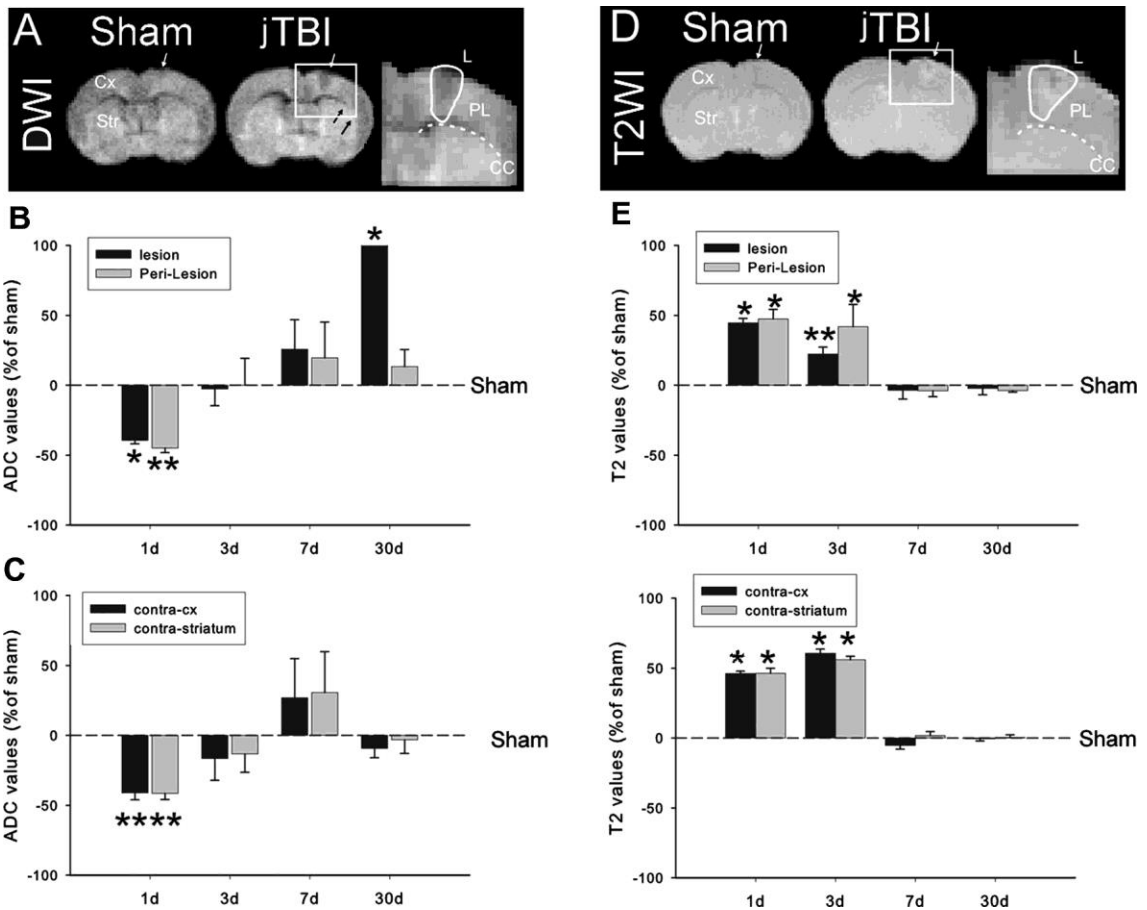 A
Sham
jTBI
DWI
Cx
Str
L
PL
CC
D
Sham
jTBI
T2WI
Cx
Str
L
PL
CC
B
lesion
Peri-Lesion
ADC values (% of sham)
100
50
0
-50
-100
*
**
*
Sham
1d
3d
7d
30d
E
lesion
Peri-Lesion
T2 values (% of sham)
100
50
0
-50
-100
*
*
**
*
Sham
1d
3d
7d
30d
C
contra-cx
contra-striatum
ADC values (% of sham)
100
50
0
-50
-100
****
Sham
1d
3d
7d
30d
contra-cx
contra-striatum
T2 values (% of sham)
100
50
0
-50
-100
*
*
*
*
Sham
1d
3d
7d
30d